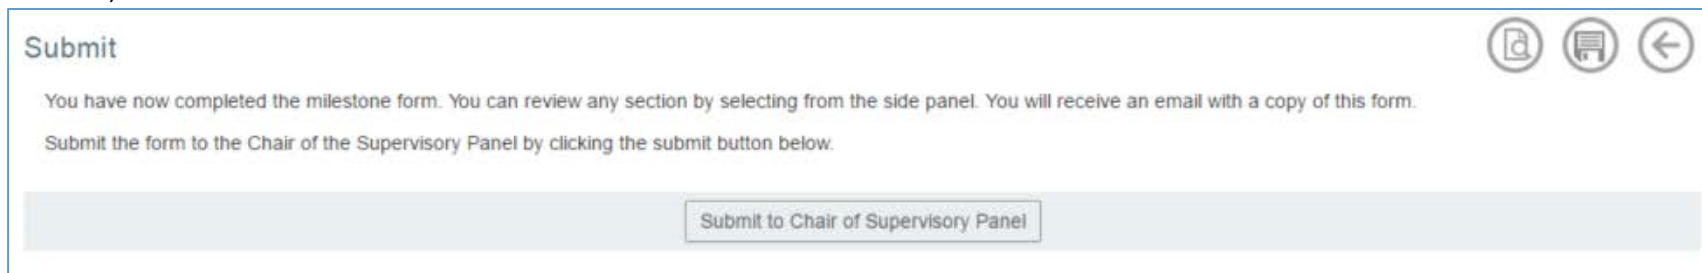 Submit
You have now completed the milestone form. You can review any section by selecting from the side panel. You will receive an email with a copy of this form.
Submit the form to the Chair of the Supervisory Panel by clicking the submit button below.
Submit to Chair of Supervisory Panel